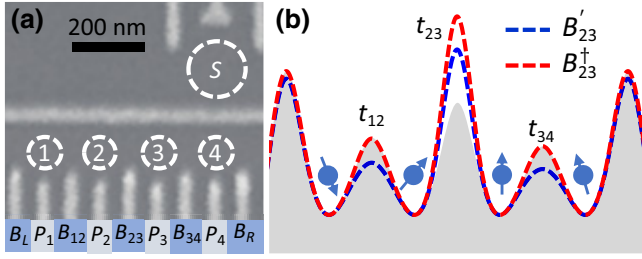 (a)
200 nm
S
1 2 3 4
B_L P_1 B_12 P_2 B_23 P_3 B_34 P_4 B_R
(b)
t_23
B'_23
B†_23
t_12
t_34